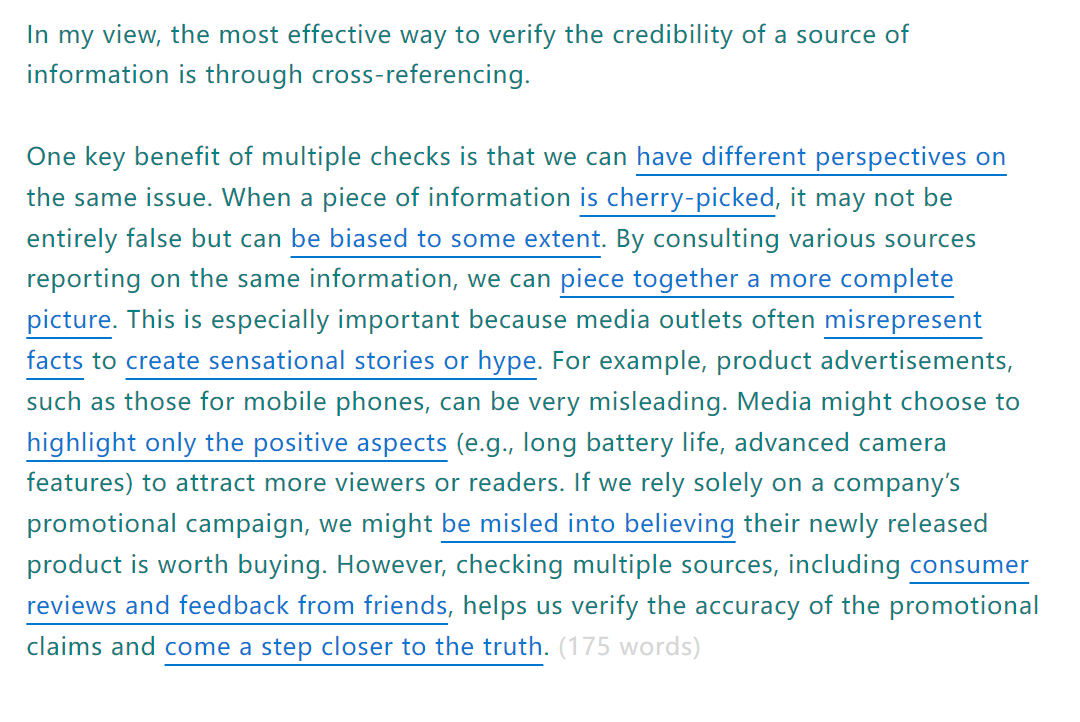 In my view, the most effective way to verify the credibility of a source of
information is through cross-referencing.
One key benefit of multiple checks is that we can have different perspectives on
the same issue. When a piece of information is cherry-picked, it may not be
entirely false but can be biased to some extent. By consulting various sources
reporting on the same information, we can piece together a more complete
picture. This is especially important because media outlets often misrepresent
facts to create sensational stories or hype. For example, product advertisements,
such as those for mobile phones, can be very misleading. Media might choose to
highlight only the positive aspects (e.g., long battery life, advanced camera
features) to attract more viewers or readers. If we rely solely on a company’s
promotional campaign, we might be misled into believing their newly released
product is worth buying. However, checking multiple sources, including consumer
reviews and feedback from friends, helps us verify the accuracy of the promotional
claims and come a step closer to the truth. (175 words)